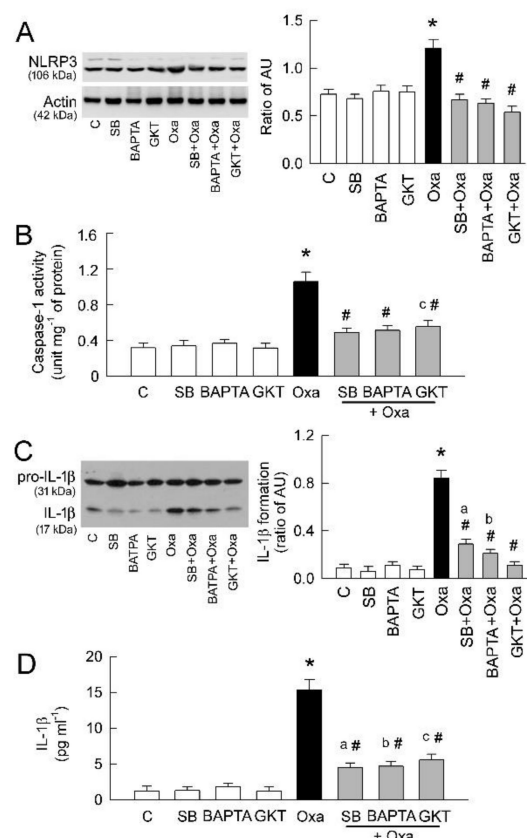 A
NLRP3
(106 kDa)
Actin
(42 kDa)
C SB BAPTA GKT Oxa SB+Oxa BAPTA+Oxa GKT+Oxa
Ratio of AU
1.5
1.0
0.5
0.0
*
# # #
C SB BAPTA GKT Oxa SB+Oxa BAPTA+Oxa GKT+Oxa
B
Caspase-1 activity
(unit mg-1 of protein)
1.6
1.2
0.8
0.4
0
*
# # c #
C SB BAPTA GKT Oxa SB BAPTA GKT
+ Oxa
C
pro-IL-1β
(31 kDa)
IL-1β
(17 kDa)
C SB BATPA GKT Oxa SB+Oxa BATPA+Oxa GKT+Oxa
IL-1β formation
(ratio of AU)
1.2
0.8
0.4
0.0
*
a b
# # #
C SB BAPTA GKT Oxa SB+Oxa BAPTA+Oxa GKT+Oxa
D
IL-1β
(pg ml-1)
20
15
10
5
0
*
a # b # c #
C SB BAPTA GKT Oxa SB BAPTA GKT
+ Oxa